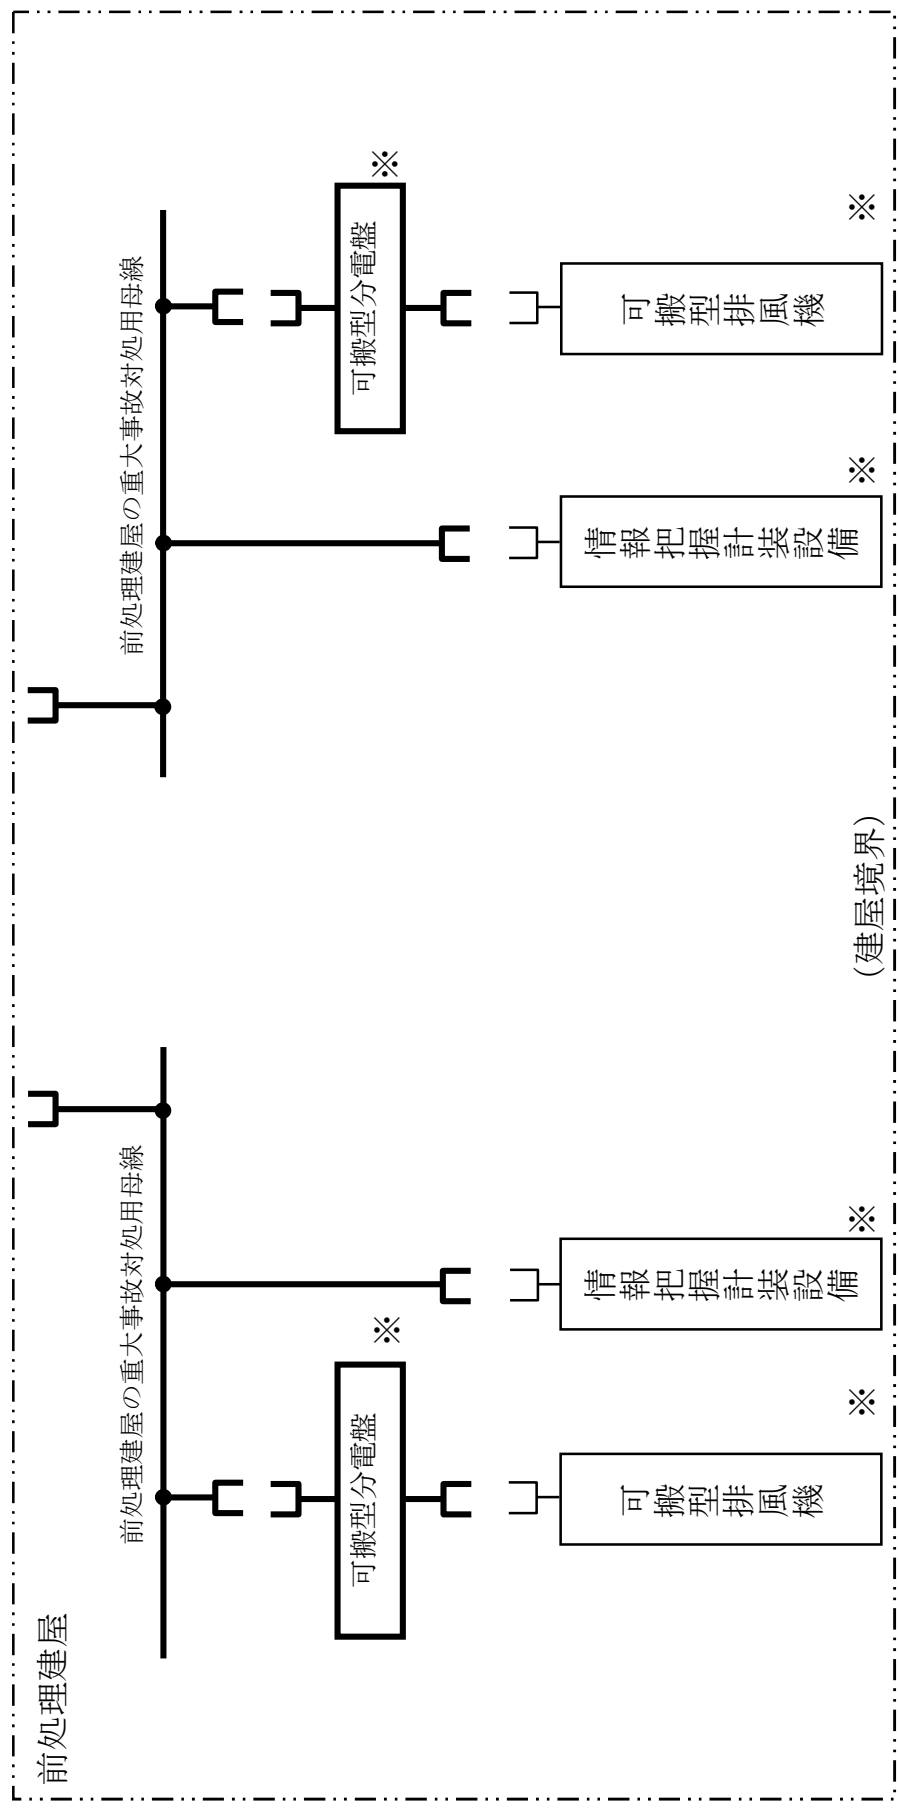 前処理建屋
前処理建屋の重大事故対処用母線
前処理建屋の重大事故対処用母線
可搬型分電盤
※
※
可搬型分電盤
可搬型排風機
※
情報把握計装設備
※
情報把握計装設備
※
可搬型排風機
※
(建屋境界)